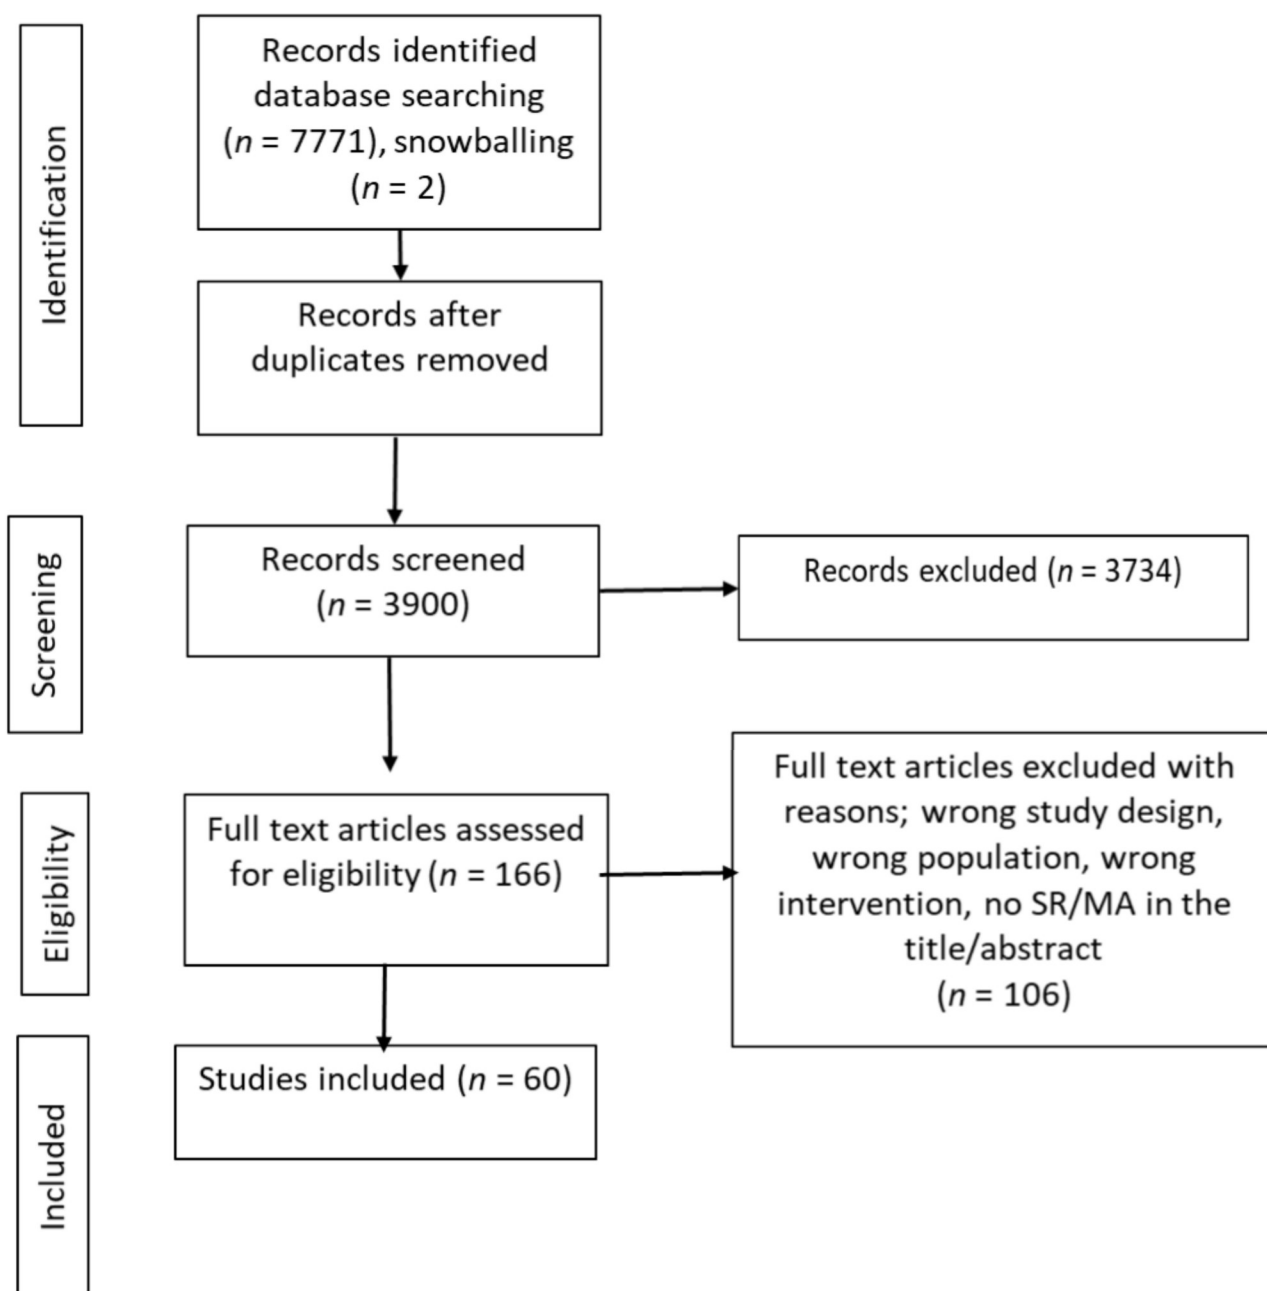 Identification
Records identified
database searching
(n = 7771), snowballing
(n = 2)
Records after
duplicates removed
Screening
Records screened
(n = 3900)
Records excluded (n = 3734)
Eligibility
Full text articles assessed
for eligibility (n = 166)
Full text articles excluded with
reasons; wrong study design,
wrong population, wrong
intervention, no SR/MA in the
title/abstract
(n = 106)
Included
Studies included (n = 60)